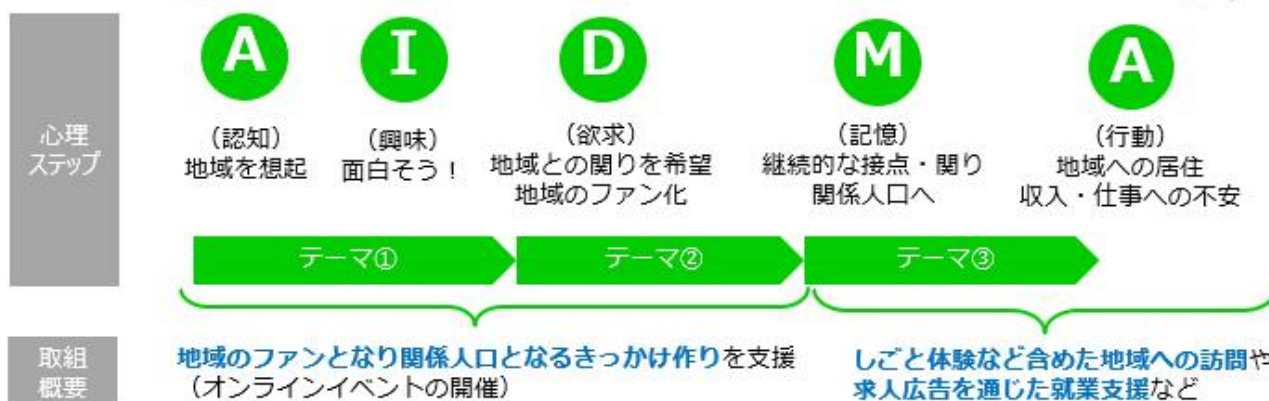 A
I
D
M
A
心理
ステップ
(認知)
地域を想起
(興味)
面白そう！
(欲求)
地域との関りを希望
地域のファン化
(記憶)
継続的な接点・関り
関係人口へ
(行動)
地域への居住
収入・仕事への不安
テーマ①
テーマ②
テーマ③
取組
概要
地域のファンとなり関係人口となるきっかけ作りを支援
（オンラインイベントの開催）
しごと体験など含めた地域への訪問や
求人広告を通じた就業支援など